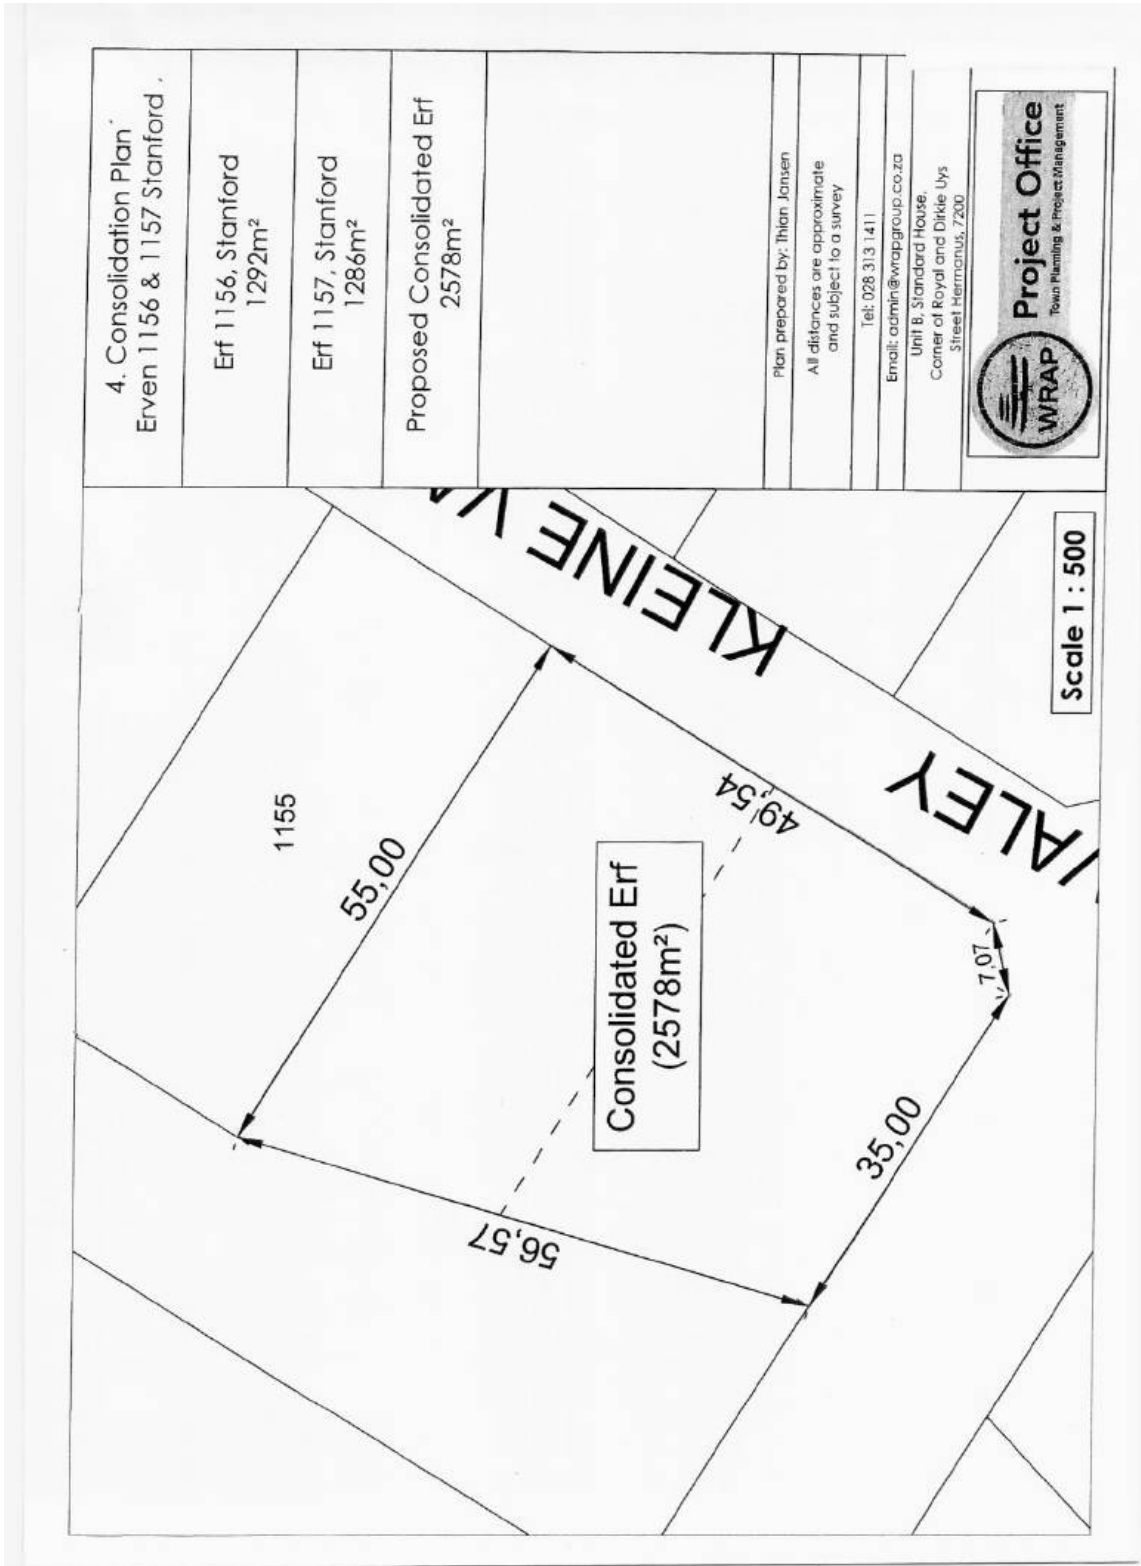 4. Consolidation Plan
Erven 1156 & 1157 Stanford
Erf 1156, Stanford
1292m²
Erf 1157, Stanford
1286m²
Proposed Consolidated Erf
2578m²
Plan prepared by: Thian Jansen
All distances are approximate
and subject to a survey
Tel: 028 313 1411
Email: admin@wrapgroup.co.za
Unit B, Standard House,
Corner of Royal and Dirkie Uys
Street Hermanus, 7200
WRAP
Project Office
Town Planning & Project Management
1155
55,00
56,57
49,54
Consolidated Erf
(2578m²)
7,07
35,00
KLEINE VA
VALEY
Scale 1 : 500